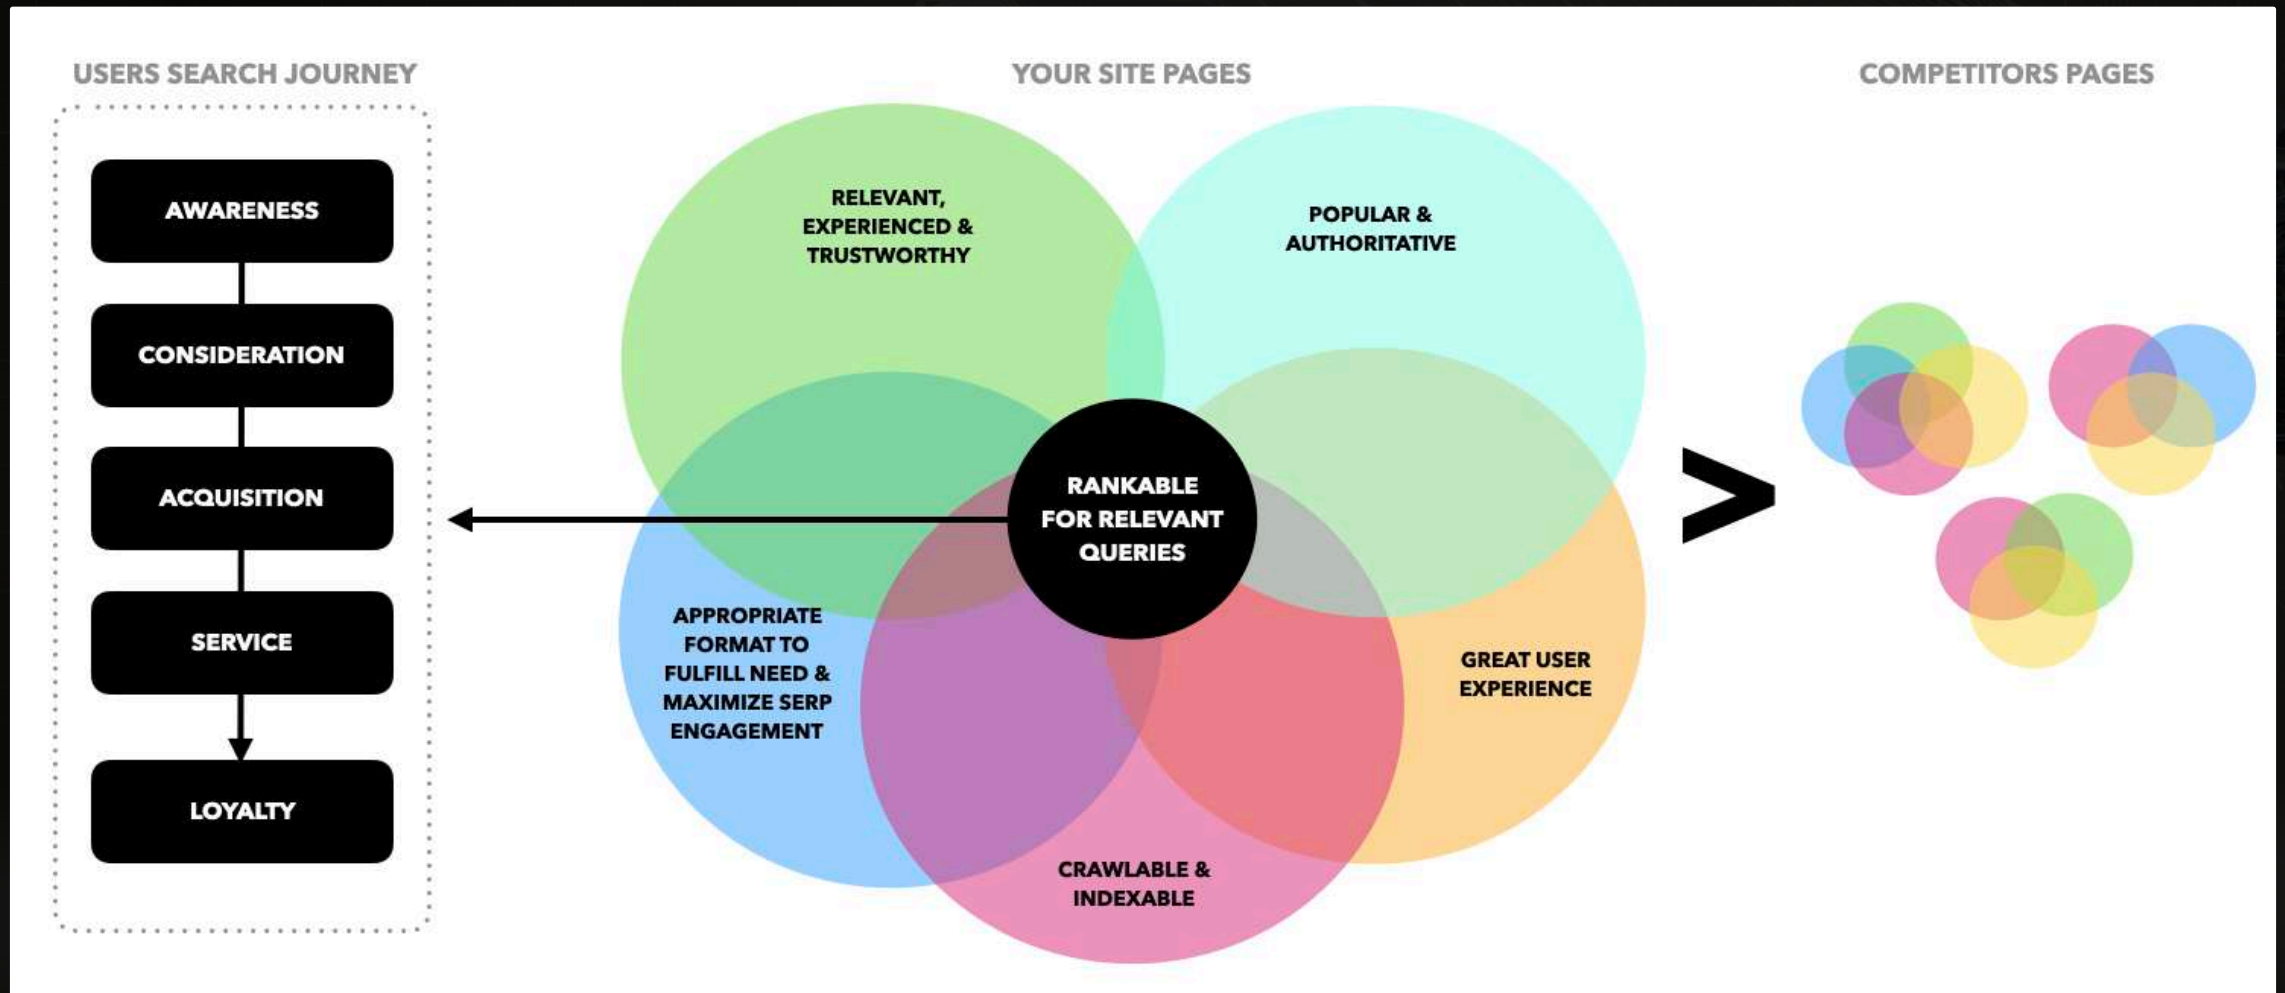 USERS SEARCH JOURNEY
AWARENESS
CONSIDERATION
ACQUISITION
SERVICE
LOYALTY
YOUR SITE PAGES
RELEVANT,
EXPERIENCED &
TRUSTWORTHY
POPULAR &
AUTHORITATIVE
RANKABLE
FOR RELEVANT
QUERIES
APPROPRIATE
FORMAT TO
FULFILL NEED &
MAXIMIZE SERP
ENGAGEMENT
GREAT USER
EXPERIENCE
CRAWLABLE &
INDEXABLE
>
COMPETITORS PAGES